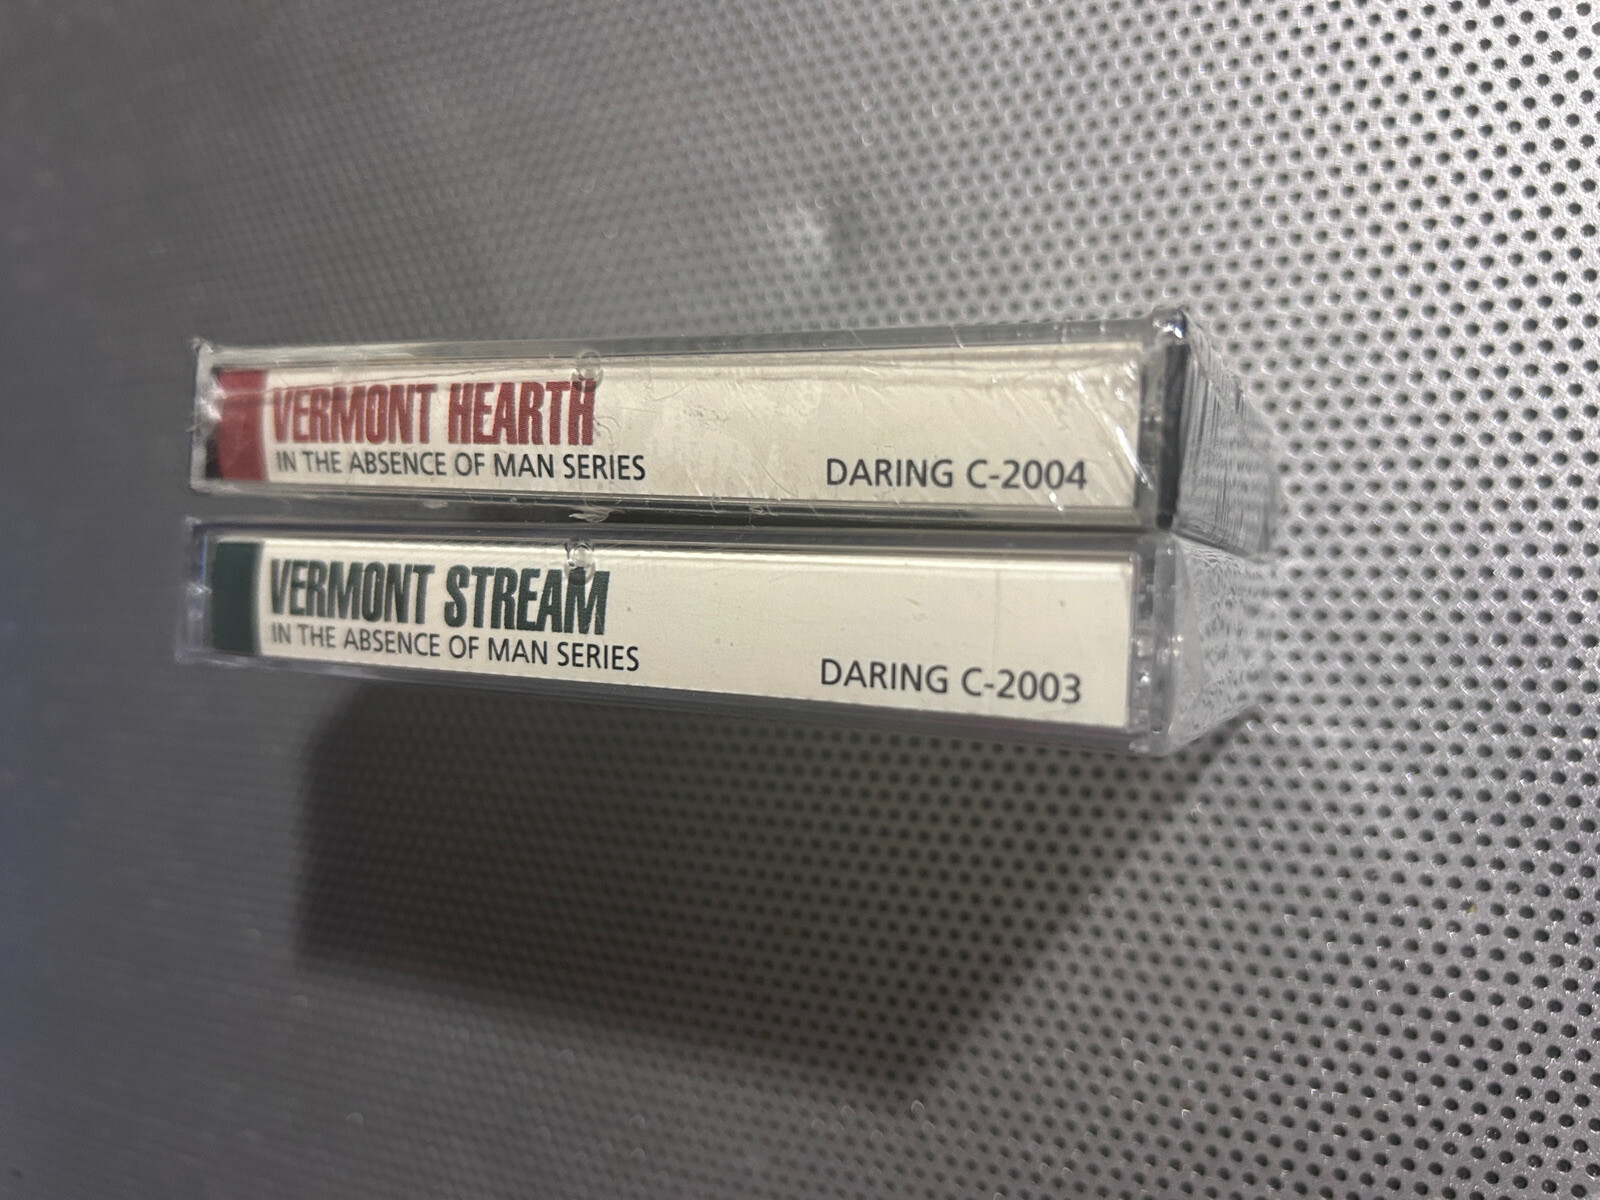 VERMONT HEARTH
IN THE ABSENCE OF MAN SERIES
DARING C-2004
VERMONT STREAM
IN THE ABSENCE OF MAN SERIES
DARING C-2003